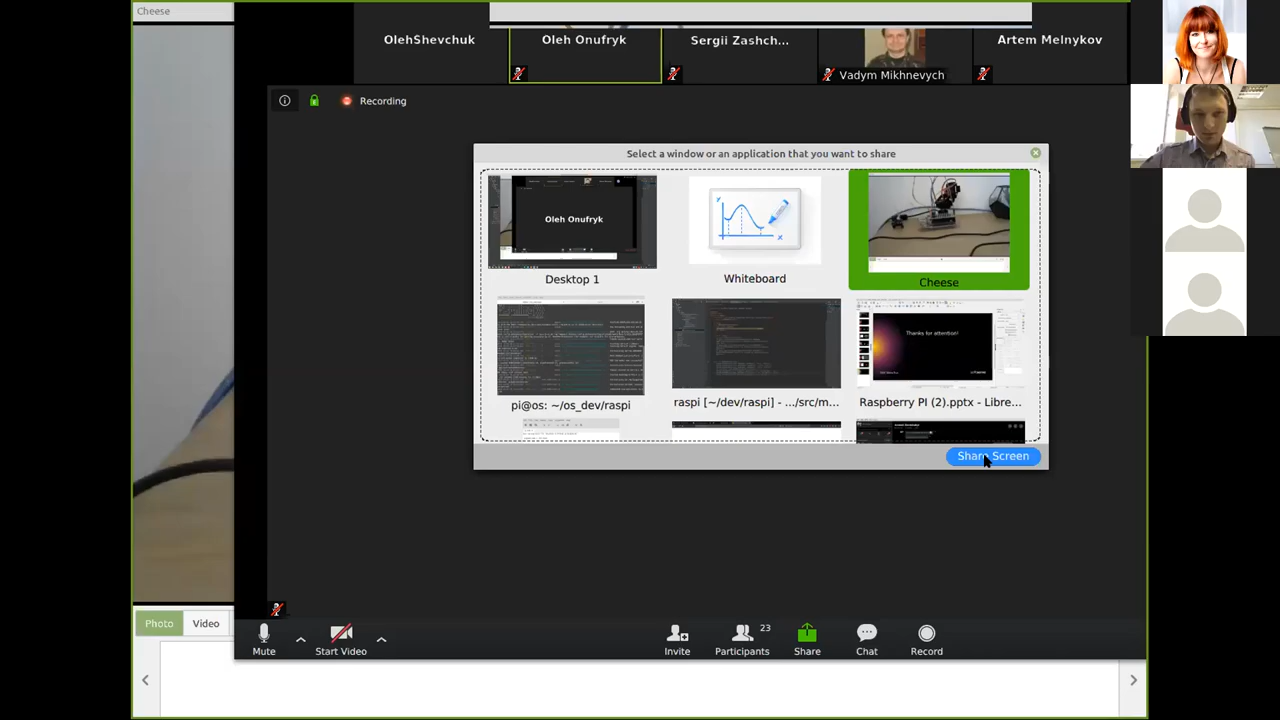 Cheese
OlehShevchuk
Oleh Onufryk
Sergii Zashch...
Vadym Mikhnevych
Artem Melnykov
Recording
Select a window or an application that you want to share
Oleh Onufryk
Desktop 1
Whiteboard
Cheese
Thanks for attention!
pi@os: ~/os_dev/raspi
raspi [~/dev/raspi] - .../src/m...
Raspberry PI (2).pptx - Libre...
Share Screen
Photo
Video
Mute
Start Video
Invite
23
Participants
Share
Chat
Record